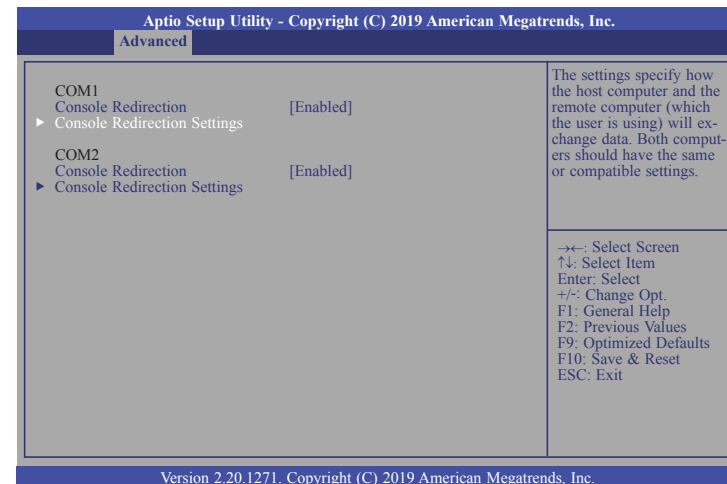 Aptio Setup Utility - Copyright (C) 2019 American Megatrends, Inc.
Advanced
COM1
Console Redirection [Enabled]
► Console Redirection Settings
COM2
Console Redirection [Enabled]
► Console Redirection Settings
The settings specify how
the host computer and the
remote computer (which
the user is using) will ex-
change data. Both comput-
ers should have the same
or compatible settings.
→←: Select Screen
↑↓: Select Item
Enter: Select
+/-: Change Opt.
F1: General Help
F2: Previous Values
F9: Optimized Defaults
F10: Save & Reset
ESC: Exit
Version 2.20.1271. Copyright (C) 2019 American Megatrends, Inc.